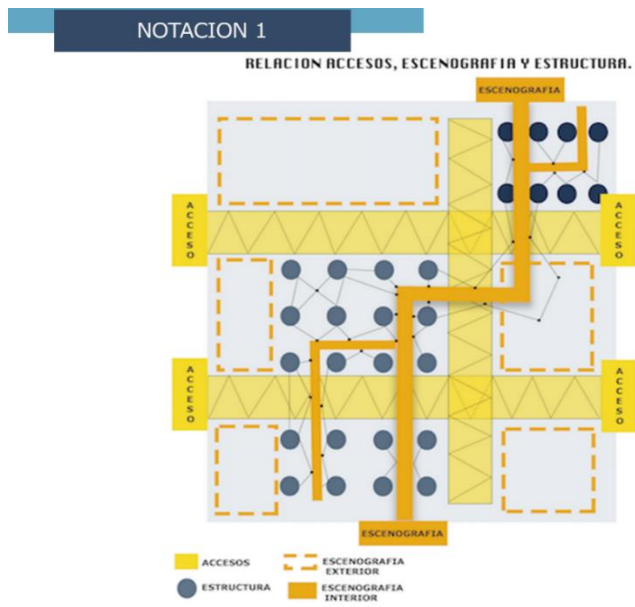 NOTACION 1
RELACION ACCESOS, ESCENOGRAFIA Y ESTRUCTURA.
ESCENOGRAFIA
ACCESO
ACCESO
ACCESO
ACCESO
ESCENOGRAFIA
ACCESOS
ESCENOGRAFIA
EXTERIOR
ESTRUCTURA
ESCENOGRAFIA
INTERIOR